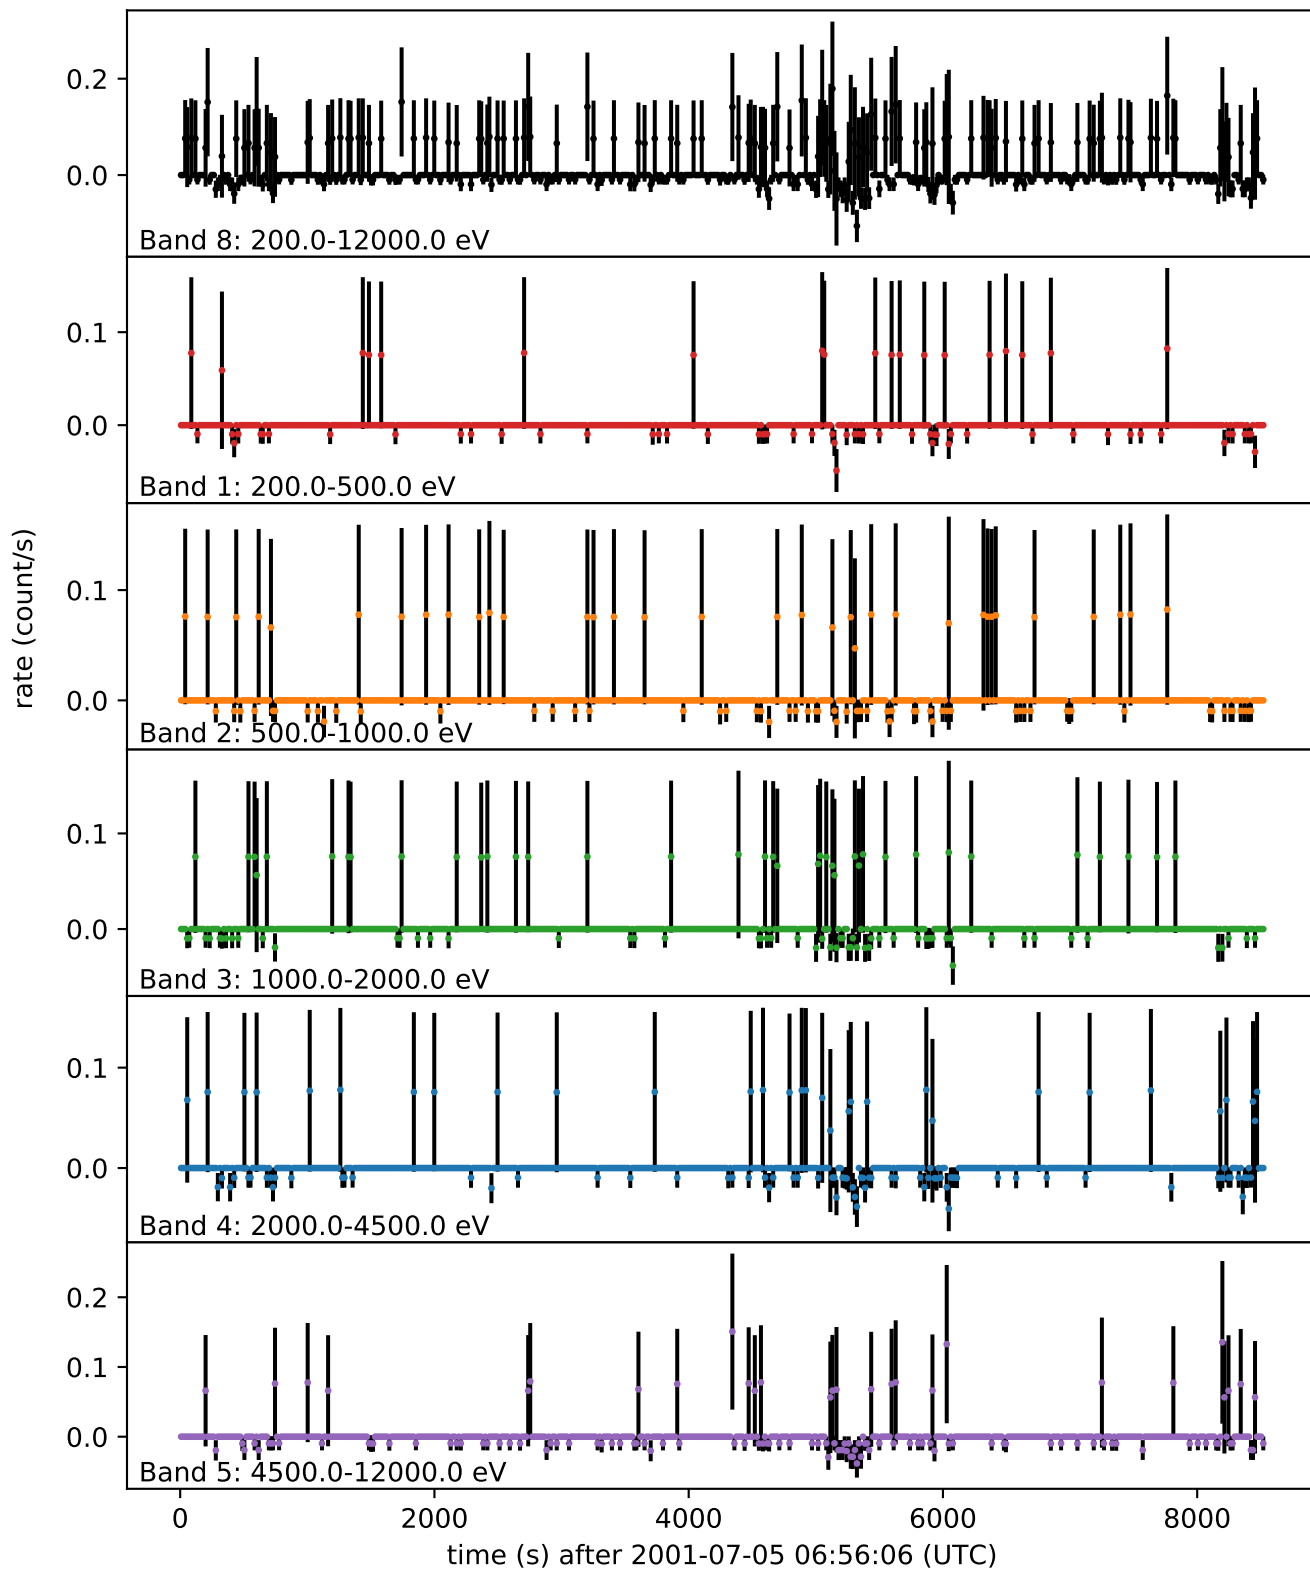 rate (count/s)
0.2
0.0
Band 8: 200.0-12000.0 eV
0.1
0.0
Band 1: 200.0-500.0 eV
0.1
0.0
Band 2: 500.0-1000.0 eV
0.1
0.0
Band 3: 1000.0-2000.0 eV
0.1
0.0
Band 4: 2000.0-4500.0 eV
0.2
0.1
0.0
Band 5: 4500.0-12000.0 eV
0 2000 4000 6000 8000
time (s) after 2001-07-05 06:56:06 (UTC)